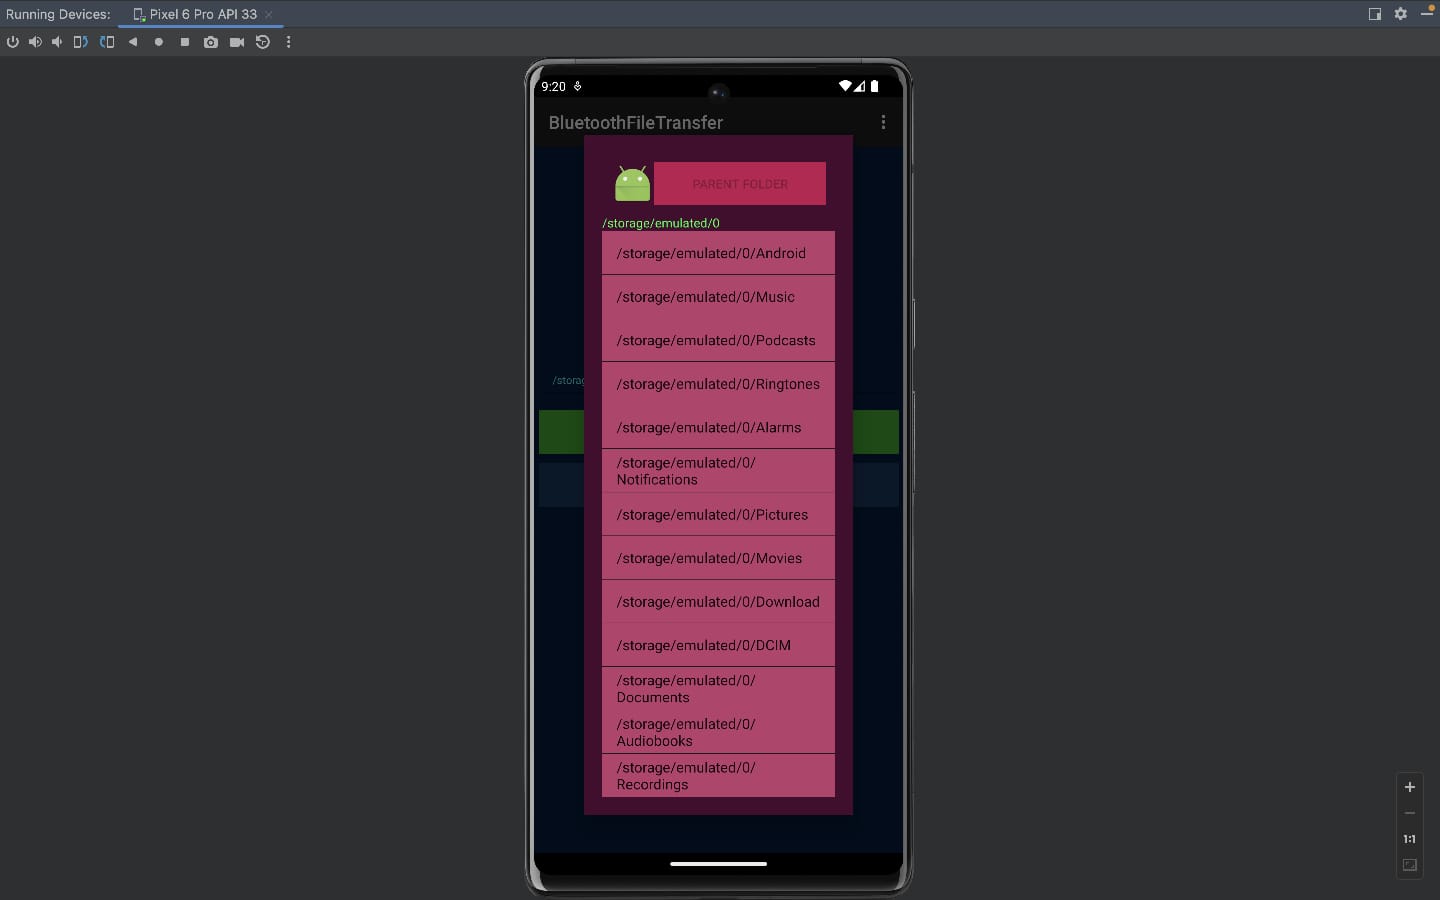 Running Devices:
Pixel 6 Pro API 33
9:20
BluetoothFileTransfer
PARENT FOLDER
/storage/emulated/0
/storage/emulated/0/Android
/storage/emulated/0/Music
/storage/emulated/0/Podcasts
/storage/emulated/0/Ringtones
/storage/emulated/0/Alarms
/storage/emulated/0/
Notifications
/storage/emulated/0/Pictures
/storage/emulated/0/Movies
/storage/emulated/0/Download
/storage/emulated/0/DCIM
/storage/emulated/0/
Documents
/storage/emulated/0/
Audiobooks
/storage/emulated/0/
Recordings
/storag
1:1